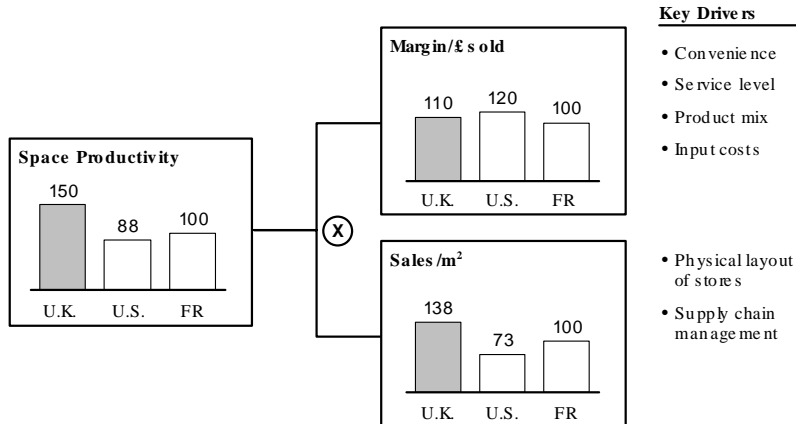 Key Drivers
Margin/£ sold
• Convenience
• Service level
110 120 100
• Product mix
• Input costs
U.K. U.S. FR
Space Productivity
150 88 100
U.K. U.S. FR
X
Sales/m²
• Physical layout
of stores
• Supply chain
management
138 73 100
U.K. U.S. FR